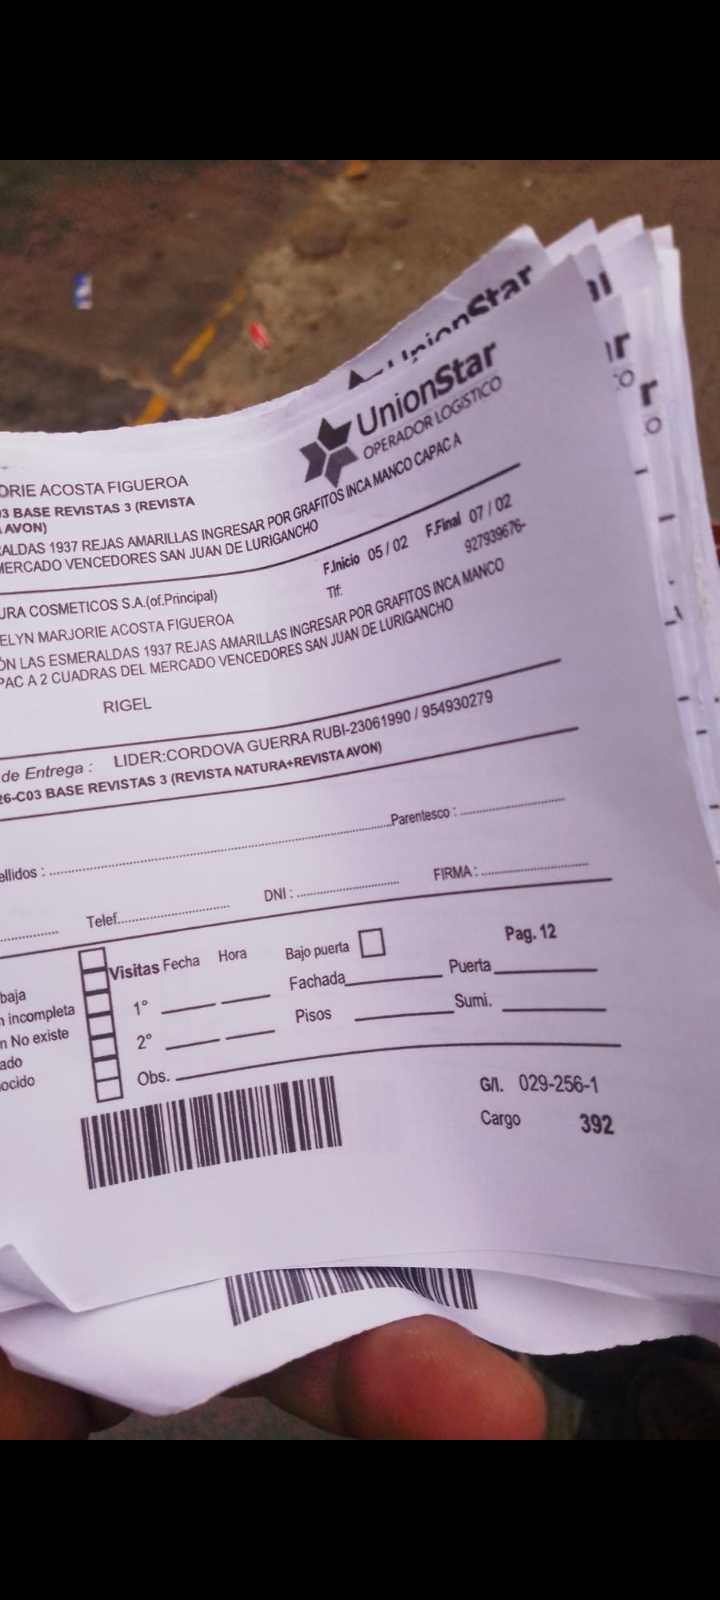 UnionStar
UnionStar
OPERADOR LOGÍSTICO
ORIE ACOSTA FIGUEROA
03 BASE REVISTAS 3 (REVISTA
AVON)
ALDAS 1937 REJAS AMARILLAS INGRESAR POR GRAFITOS INCA MANCO CAPAC A
MERCADO VENCEDORES SAN JUAN DE LURIGANCHO
F.Inicio 05 / 02 F.Final 07 / 02
URA COSMETICOS S.A.(of.Principal)
Tlf: 927939676-
ELYN MARJORIE ACOSTA FIGUEROA
ÓN LAS ESMERALDAS 1937 REJAS AMARILLAS INGRESAR POR GRAFITOS INCA MANCO
PAC A 2 CUADRAS DEL MERCADO VENCEDORES SAN JUAN DE LURIGANCHO
RIGEL
de Entrega : LIDER:CORDOVA GUERRA RUBI-23061990 / 954930279
26-C03 BASE REVISTAS 3 (REVISTA NATURA+REVISTA AVON)
ellidos : Parentesco :
Telef. DNI : FIRMA :
Visitas Fecha Hora Bajo puerta Pag. 12
baja
n incompleta 1° Fachada Puerta
n No existe 2° Pisos Sumi.
ado
ocido Obs.
G/I. 029-256-1
Cargo 392